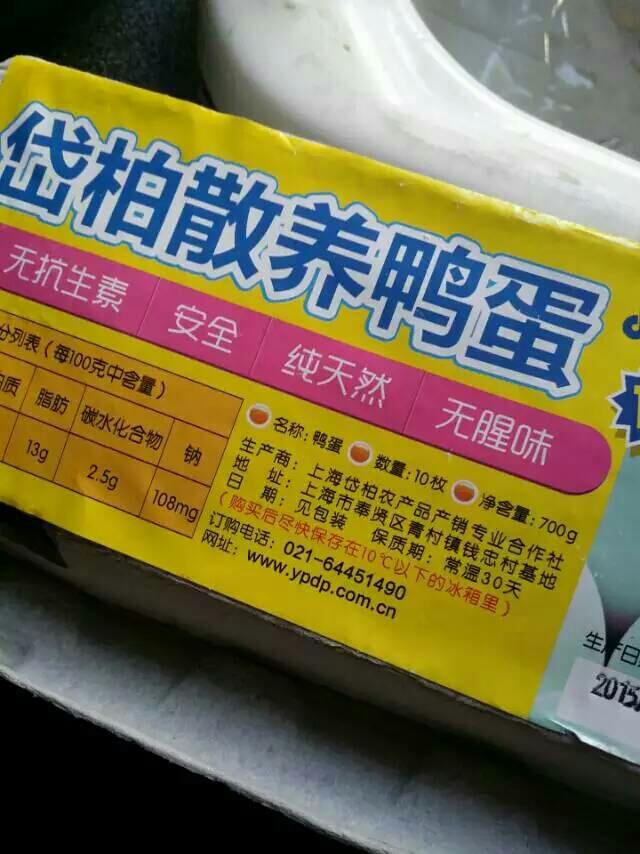 岱柏散养鸭蛋
无抗生素 安全 纯天然 无腥味
分列表（每100克中含量）
质 脂肪 碳水化合物 钠
13g 2.5g 108mg
名称: 鸭蛋 数量: 10枚 净含量: 700g
生产商: 上海岱柏农产品产销专业合作社
地 址: 上海市奉贤区青村镇钱忠村基地
日 期: 见包装 保质期: 常温30天
（购买后尽快保存在10℃以下的冰箱里）
订购电话: 021-64451490
网址: www.ypdp.com.cn
生产日
2015